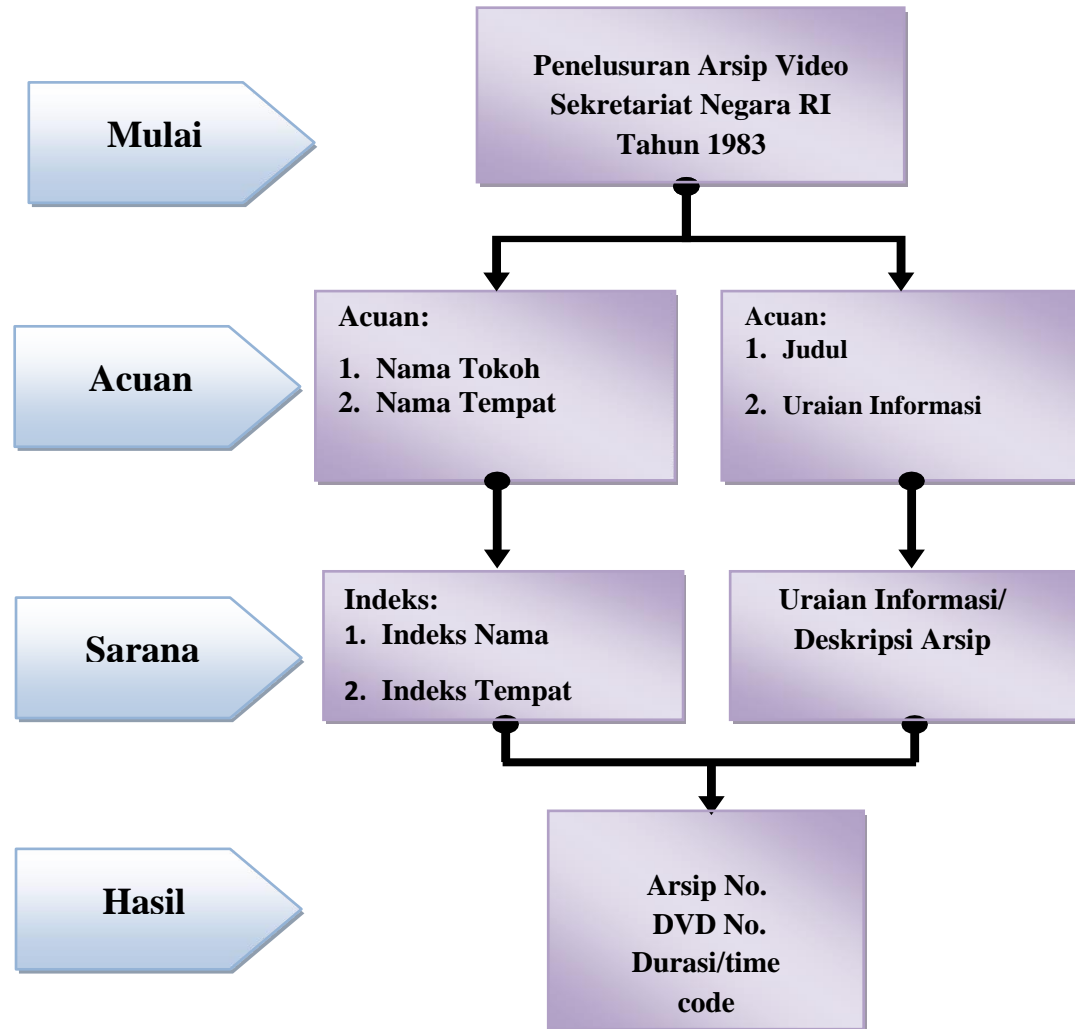 Mulai
Penelusuran Arsip Video
Sekretariat Negara RI
Tahun 1983
Acuan
Acuan:
1. Nama Tokoh
2. Nama Tempat
Acuan:
1. Judul
2. Uraian Informasi
Sarana
Indeks:
1. Indeks Nama
2. Indeks Tempat
Uraian Informasi/
Deskripsi Arsip
Hasil
Arsip No.
DVD No.
Durasi/time
code